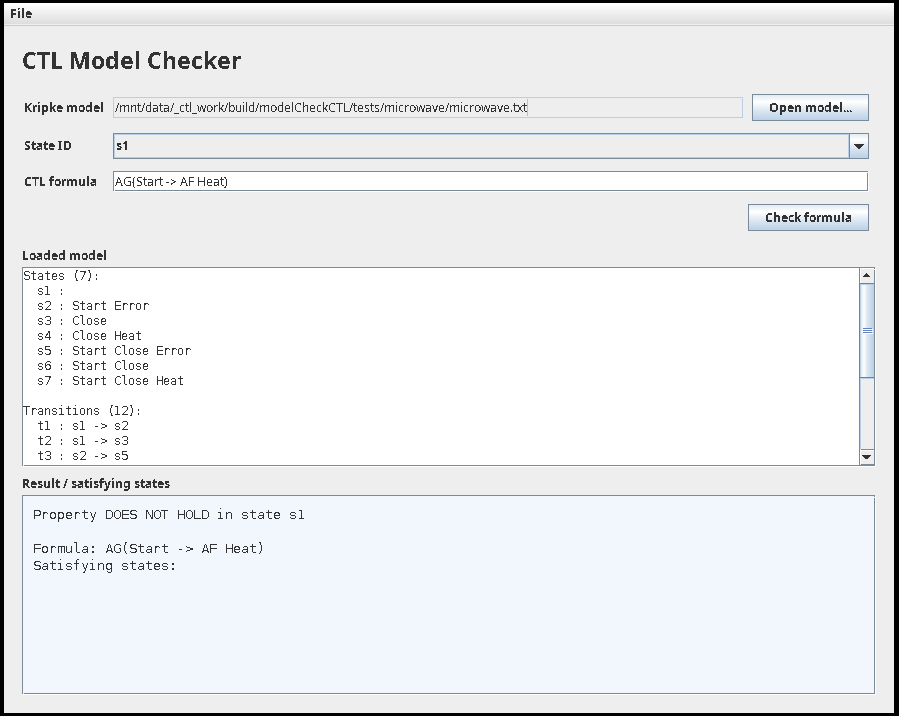 File
CTL Model Checker
Kripke model /mnt/data/_ctl_work/build/modelCheckCTL/tests/microwave/microwave.txt Open model...
State ID s1
CTL formula AG(Start -> AF Heat)
Check formula
Loaded model
States (7):
s1 :
s2 : Start Error
s3 : Close
s4 : Close Heat
s5 : Start Close Error
s6 : Start Close
s7 : Start Close Heat
Transitions (12):
t1 : s1 -> s2
t2 : s1 -> s3
t3 : s2 -> s5
Result / satisfying states
Property DOES NOT HOLD in state s1
Formula: AG(Start -> AF Heat)
Satisfying states: